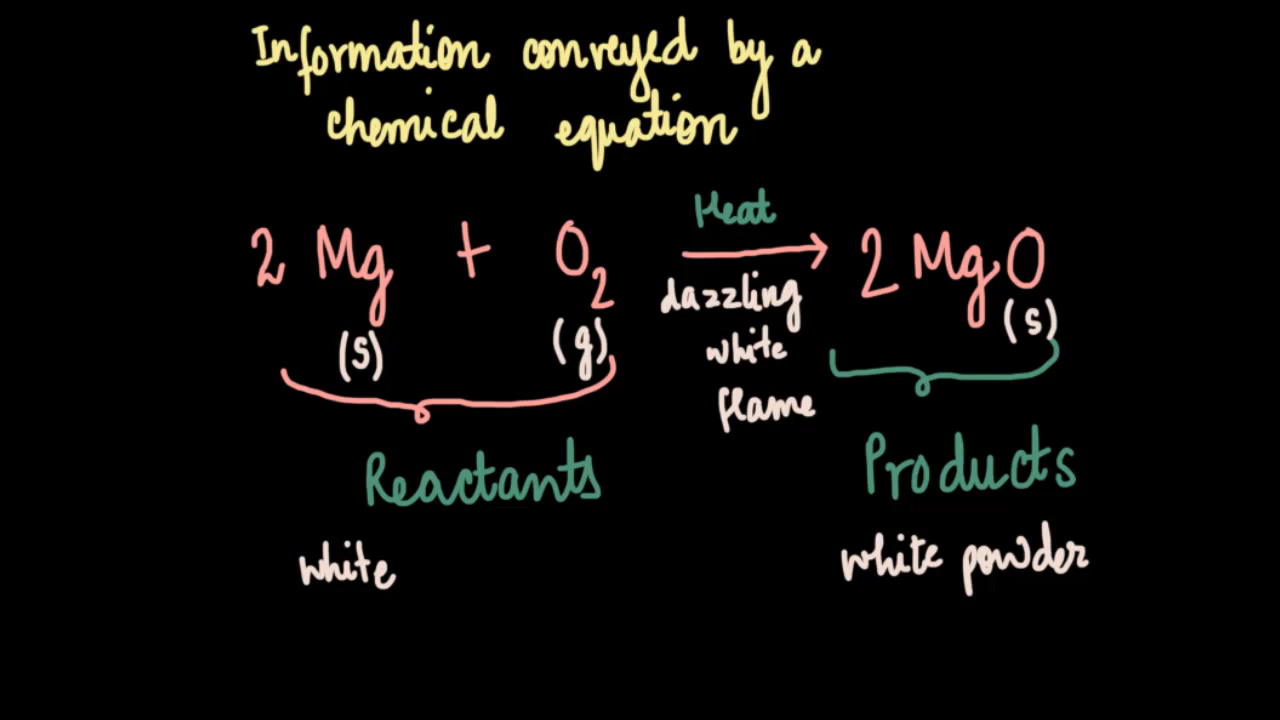 Information conveyed by a
chemical equation
Heat
2 Mg + O2 → 2 MgO
(s) (g) (s)
dazzling
white
flame
Reactants Products
white white powder